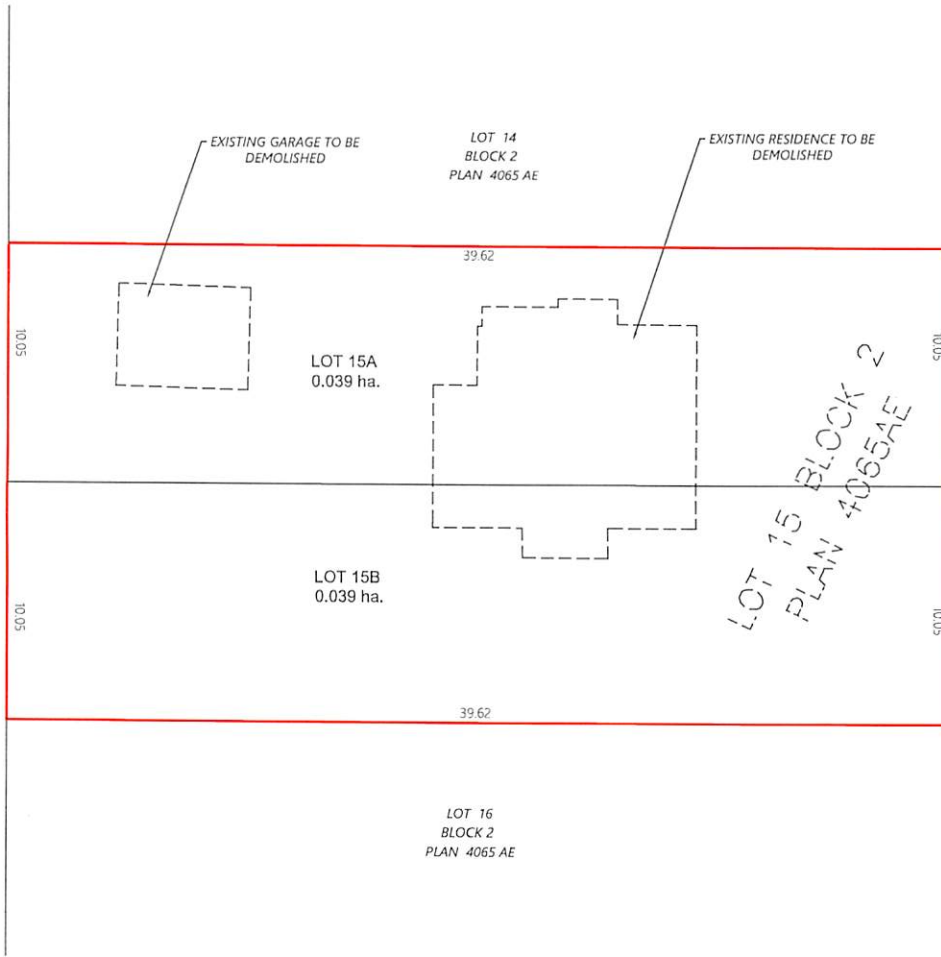 EXISTING GARAGE TO BE
DEMOLISHED
LOT 14
BLOCK 2
PLAN 4065 AE
EXISTING RESIDENCE TO BE
DEMOLISHED
39.62
10.05
10.05
LOT 15A
0.039 ha.
LOT 15 BLOCK 2
PLAN 4065AE
LOT 15B
0.039 ha.
10.05
10.05
39.62
LOT 16
BLOCK 2
PLAN 4065 AE